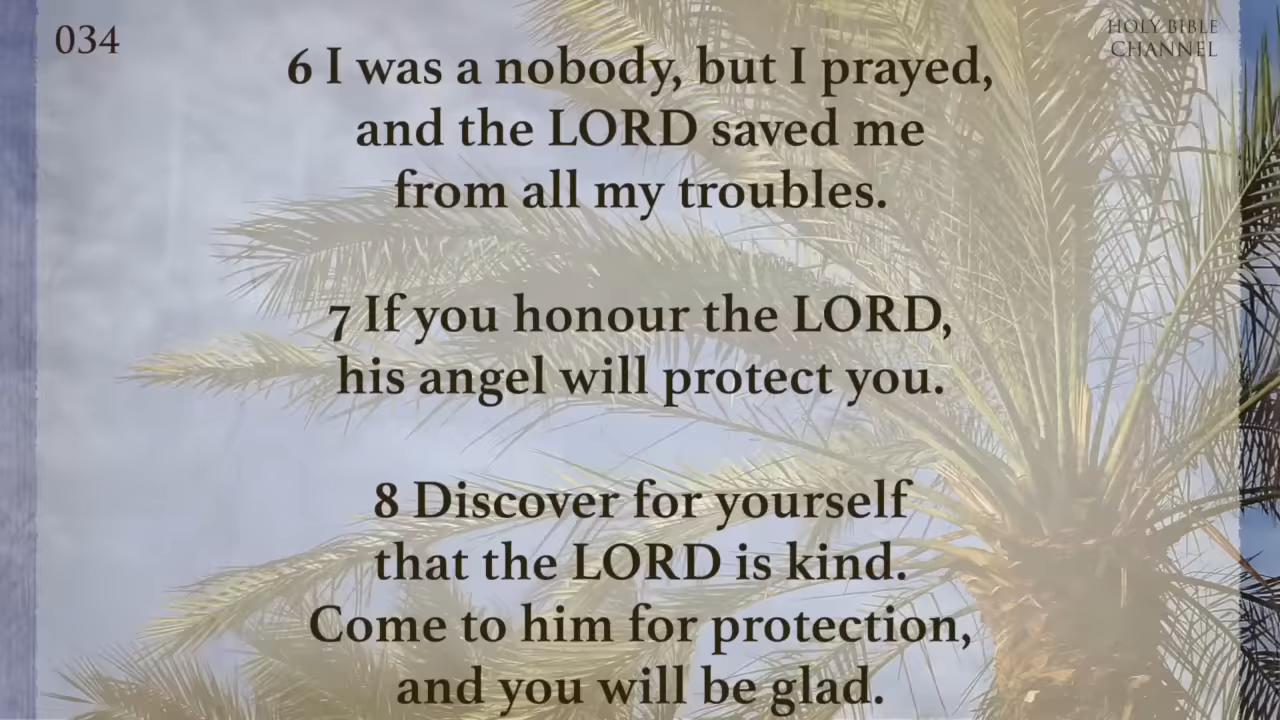 034
HOLY BIBLE
CHANNEL
6 I was a nobody, but I prayed,
and the LORD saved me
from all my troubles.
7 If you honour the LORD,
his angel will protect you.
8 Discover for yourself
that the LORD is kind.
Come to him for protection,
and you will be glad.